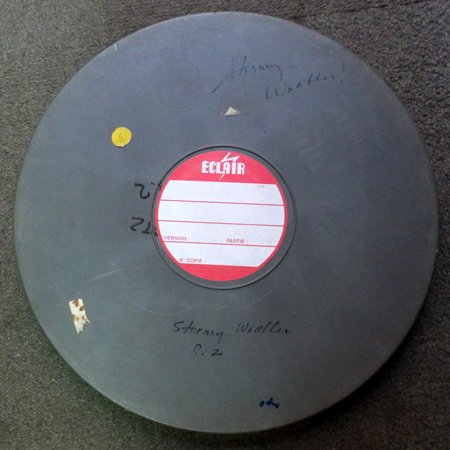 Stormy
Weather!
ECLAIR
VERSION : PARTIE :
N° COPIE :
Stormy Weather
R.2